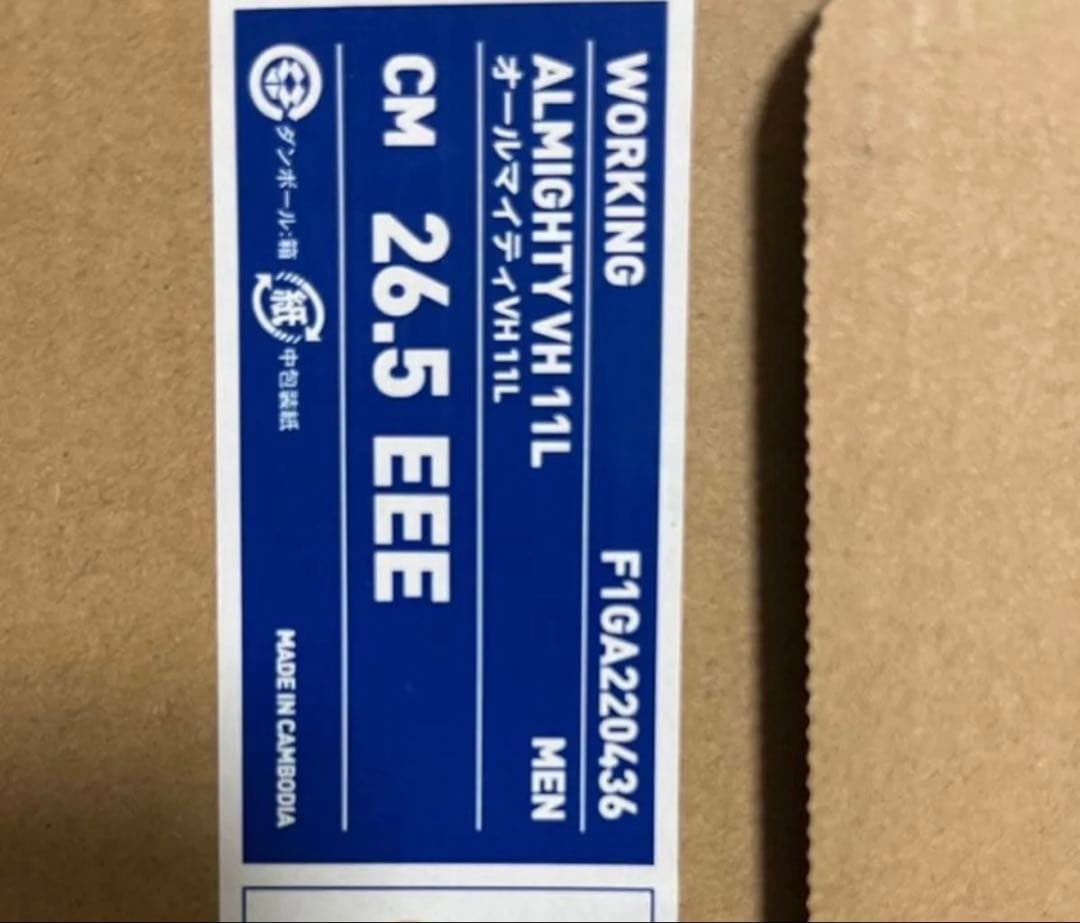 WORKING F1GA220436
ALMIGHTY VH 11L MEN
オールマイティVH 11L
CM 26.5 EEE
ダンボール:箱 紙 中包装紙 MADE IN CAMBODIA